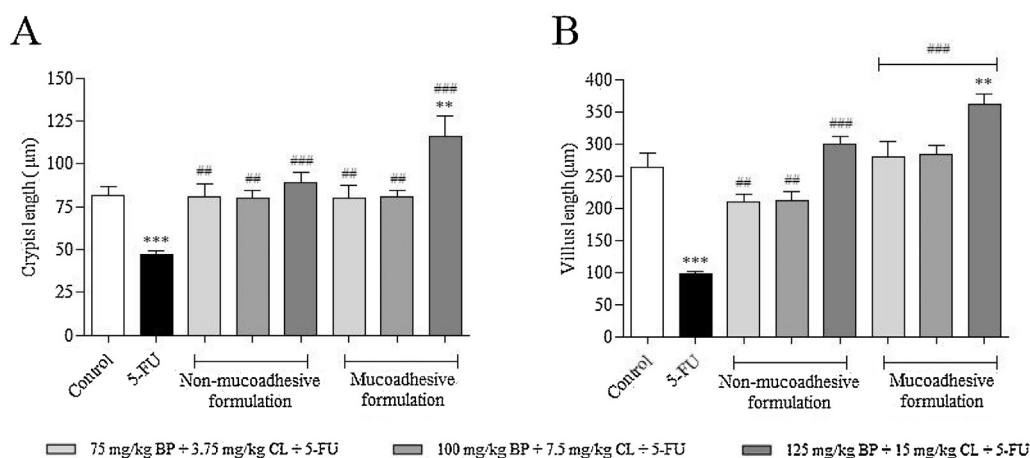 A
Crypts length ( µm)
150
125
100
75
50
25
0
***
##
##
###
##
##
###
**
Control
5-FU
Non-mucoadhesive
formulation
Mucoadhesive
formulation
B
Villus length (µm)
400
350
300
250
200
150
100
50
0
***
##
##
###
###
**
Control
5-FU
Non-mucoadhesive
formulation
Mucoadhesive
formulation
75 mg/kg BP + 3.75 mg/kg CL + 5-FU
100 mg/kg BP + 7.5 mg/kg CL + 5-FU
125 mg/kg BP + 15 mg/kg CL + 5-FU